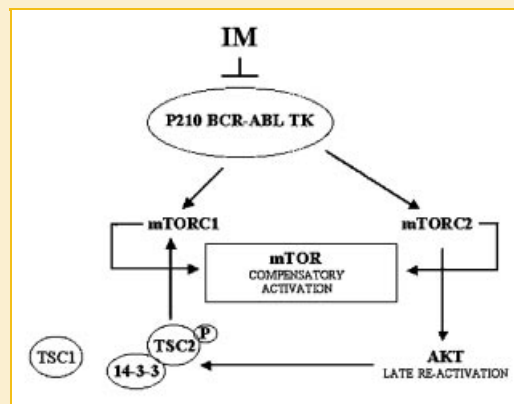 IM
P210 BCR-ABL TK
mTORC1
mTORC2
mTOR
COMPENSATORY
ACTIVATION
P
TSC2
TSC1
14-3-3
AKT
LATE RE-ACTIVATION